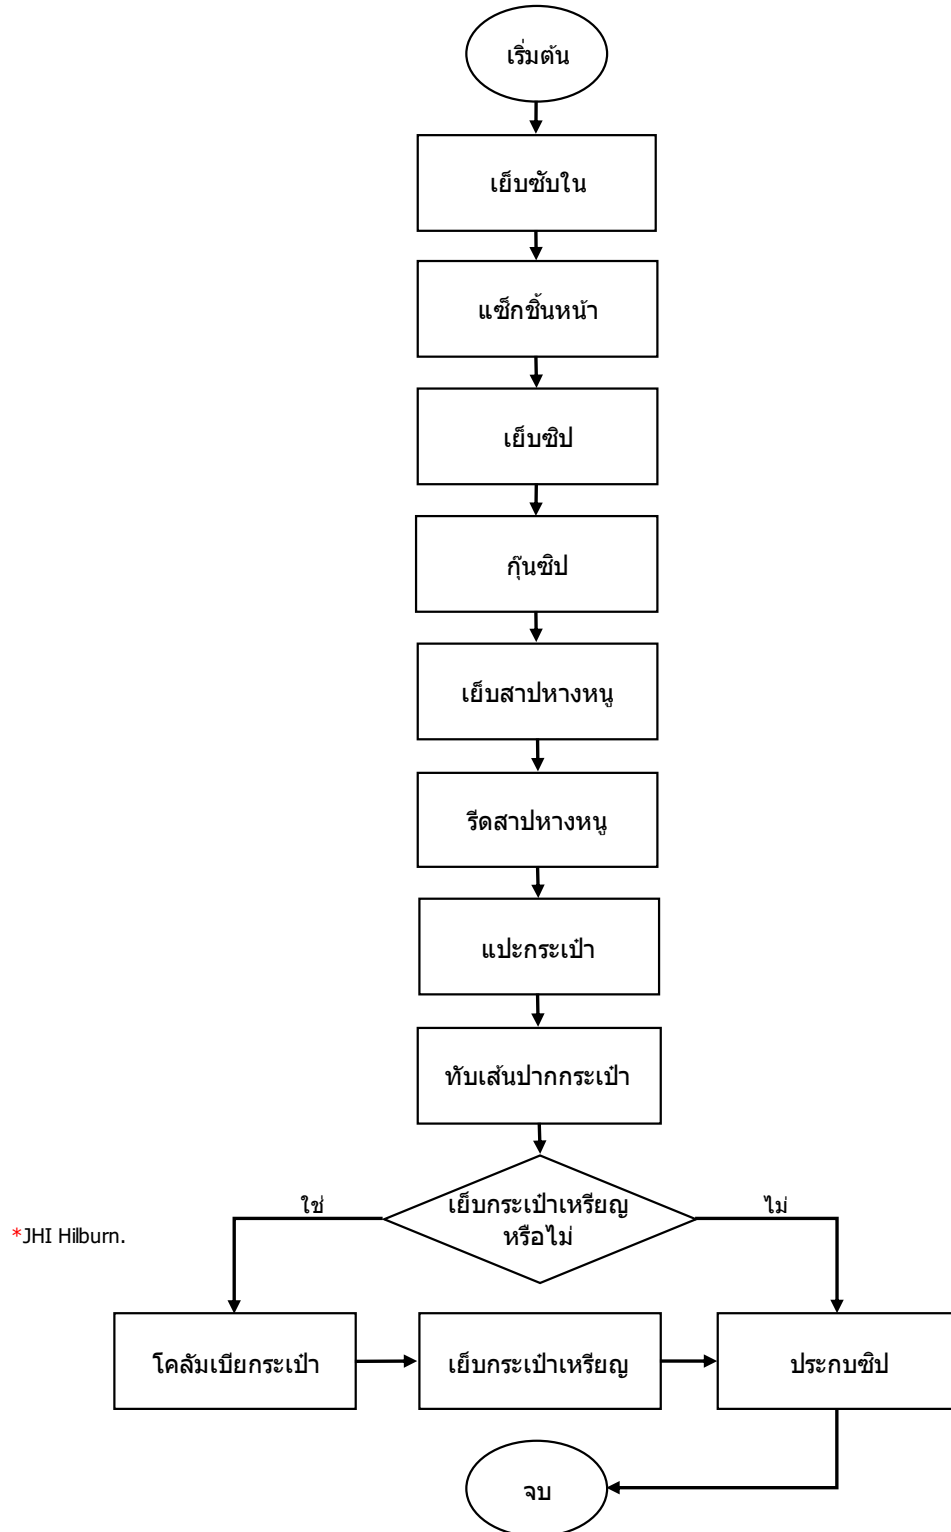 เริ่มต้น
เย็บซับใน
แซ็กชิ้นหน้า
เย็บซิป
กุ๊นซิป
เย็บสาปหางหนู
รีดสาปหางหนู
แปะกระเป๋า
ทับเส้นปากกระเป๋า
เย็บกระเป๋าเหรียญ
หรือไม่
ใช่
ไม่
*JHI Hilburn.
โคลัมเบียกระเป๋า
เย็บกระเป๋าเหรียญ
ประกบซิป
จบ